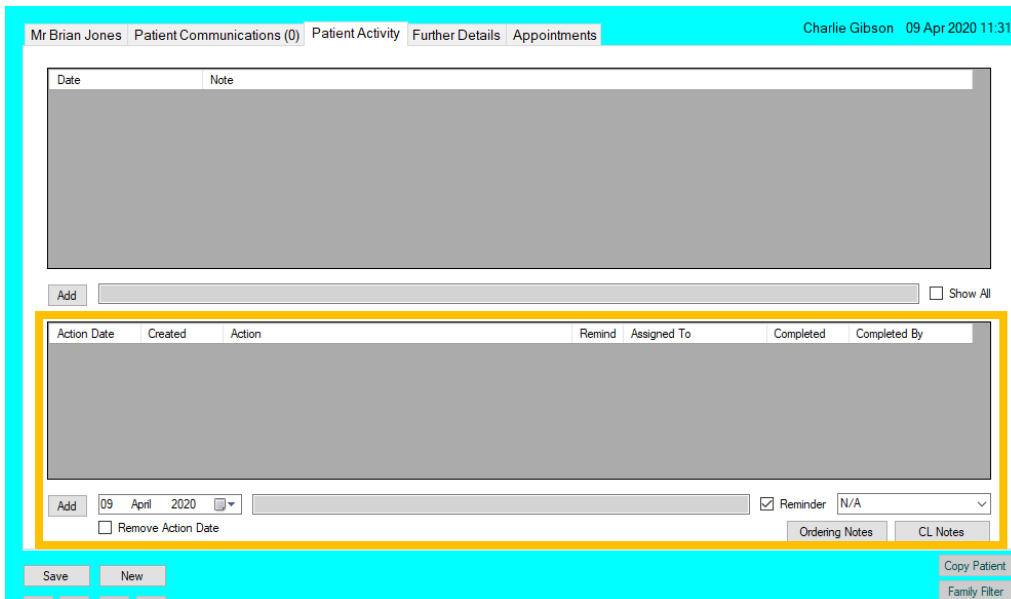 Mr Brian Jones Patient Communications (0) Patient Activity Further Details Appointments Charlie Gibson 09 Apr 2020 11:31
Date Note
Add Show All
Action Date Created Action Remind Assigned To Completed Completed By
Add 09 April 2020 Reminder N/A
Remove Action Date Ordering Notes CL Notes
Save New Copy Patient
Family Filter